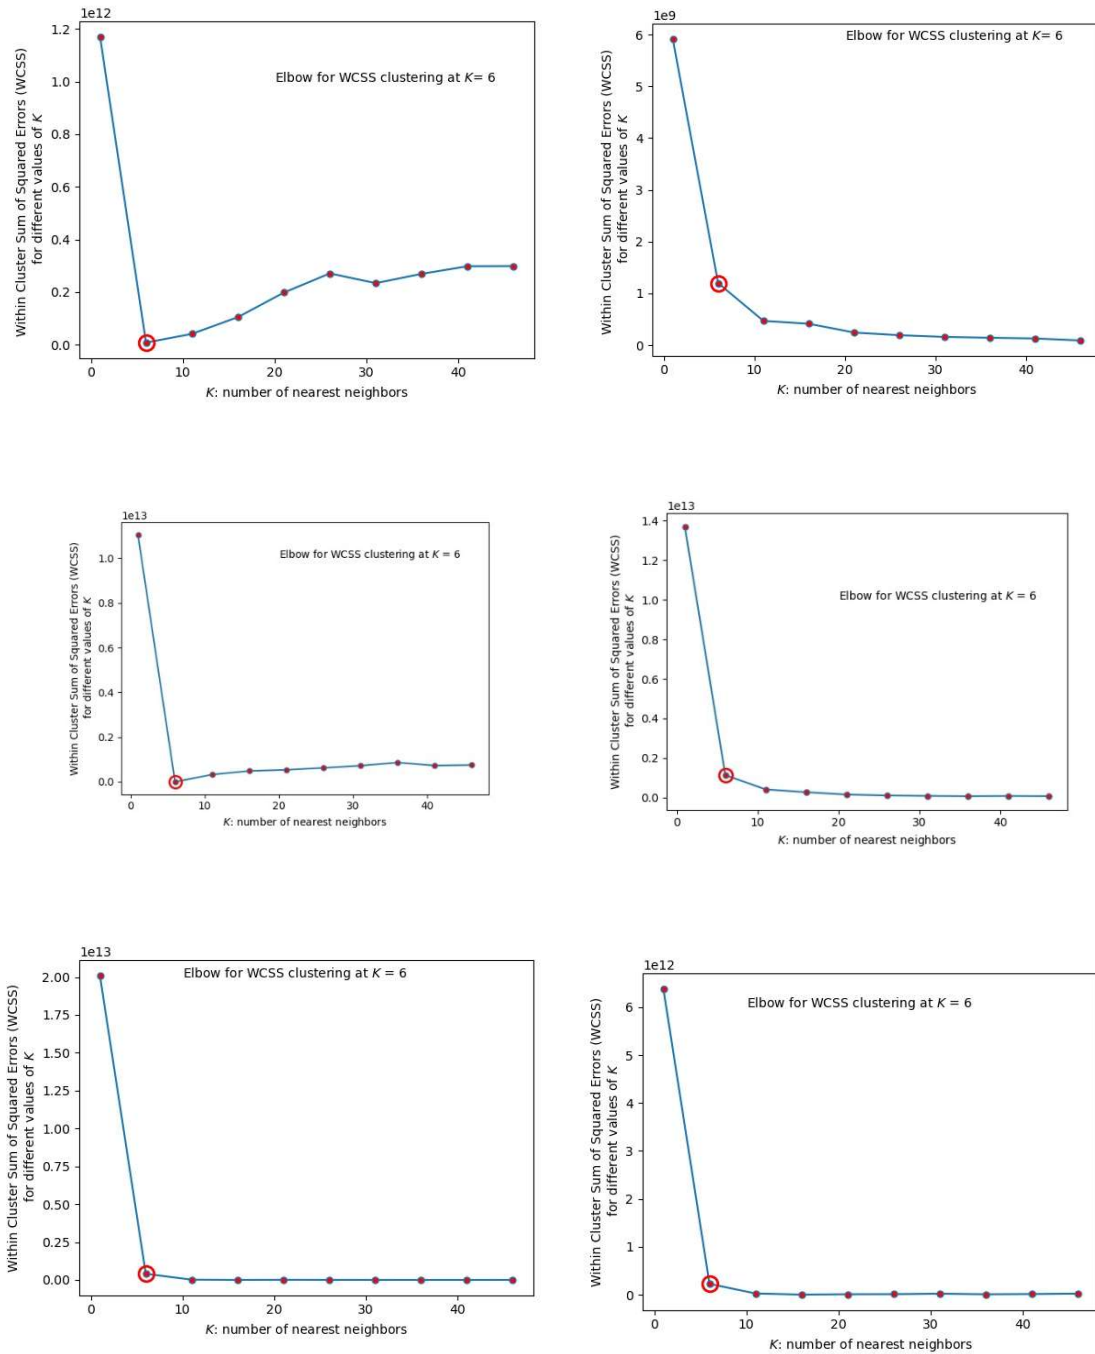 1e12
Within Cluster Sum of Squared Errors (WCSS)
for different values of K
1.2
1.0
0.8
0.6
0.4
0.2
0.0
Elbow for WCSS clustering at K= 6
0 10 20 30 40
K: number of nearest neighbors
1e9
Within Cluster Sum of Squared Errors (WCSS)
for different values of K
6
5
4
3
2
1
0
Elbow for WCSS clustering at K= 6
0 10 20 30 40
K: number of nearest neighbors
1e13
Within Cluster Sum of Squared Errors (WCSS)
for different values of K
1.0
0.8
0.6
0.4
0.2
0.0
Elbow for WCSS clustering at K = 6
0 10 20 30 40
K: number of nearest neighbors
1e13
Within Cluster Sum of Squared Errors (WCSS)
for different values of K
1.4
1.2
1.0
0.8
0.6
0.4
0.2
0.0
Elbow for WCSS clustering at K = 6
0 10 20 30 40
K: number of nearest neighbors
1e13
Within Cluster Sum of Squared Errors (WCSS)
for different values of K
2.00
1.75
1.50
1.25
1.00
0.75
0.50
0.25
0.00
Elbow for WCSS clustering at K = 6
0 10 20 30 40
K: number of nearest neighbors
1e12
Within Cluster Sum of Squared Errors (WCSS)
for different values of K
6
5
4
3
2
1
0
Elbow for WCSS clustering at K = 6
0 10 20 30 40
K: number of nearest neighbors